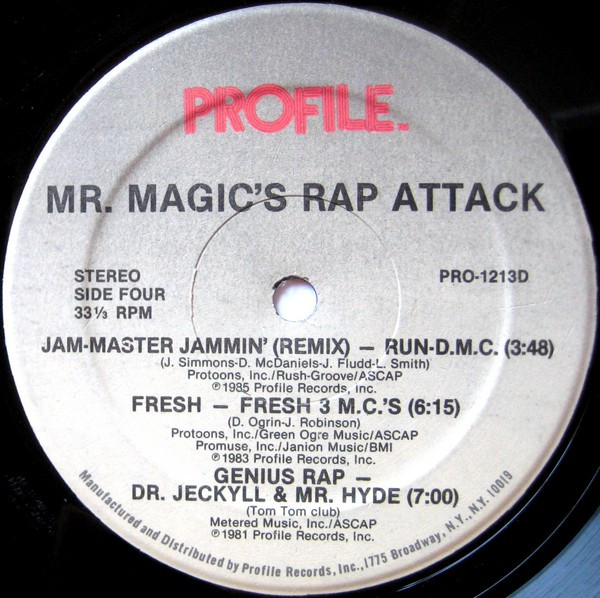 PROFILE.
MR. MAGIC'S RAP ATTACK
STEREO
SIDE FOUR
33⅓ RPM
PRO-1213D
JAM-MASTER JAMMIN' (REMIX) — RUN-D.M.C. (3:48)
(J. Simmons-D. McDaniels-J. Fludd-L. Smith)
Protoons, Inc./Rush-Groove/ASCAP
℗1985 Profile Records, Inc.
FRESH — FRESH 3 M.C.'S (6:15)
(D. Ogrin-J. Robinson)
Protoons, Inc./Green Ogre Music/ASCAP
Promuse, Inc./Janion Music/BMI
℗1983 Profile Records, Inc.
GENIUS RAP —
DR. JECKYLL & MR. HYDE (7:00)
(Tom Tom club)
Metered Music, Inc./ASCAP
℗1981 Profile Records, Inc.
Manufactured and Distributed by Profile Records, Inc., 1775 Broadway, N.Y., N.Y. 10019